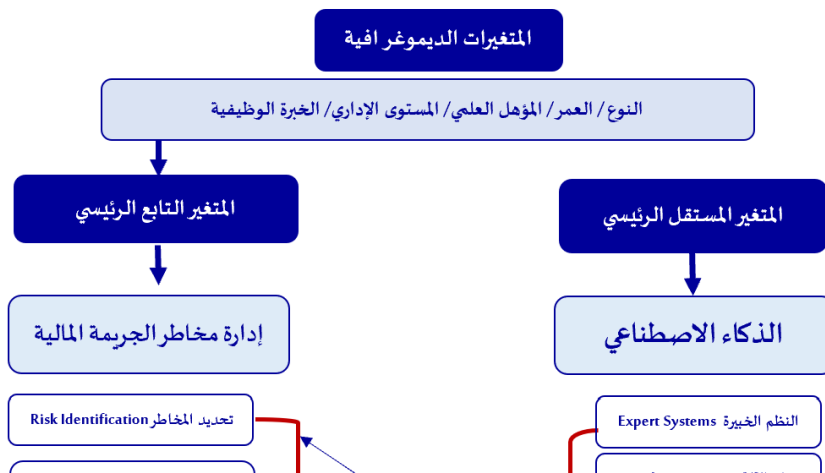 المتغيرات الديموغرافية
النوع/ العمر/ المؤهل العلمي/ المستوى الإداري/ الخبرة الوظيفية
المتغير المستقل الرئيسي
المتغير التابع الرئيسي
الذكاء الاصطناعي
إدارة مخاطر الجريمة المالية
النظم الخبيرة Expert Systems
تحديد المخاطر Risk Identification